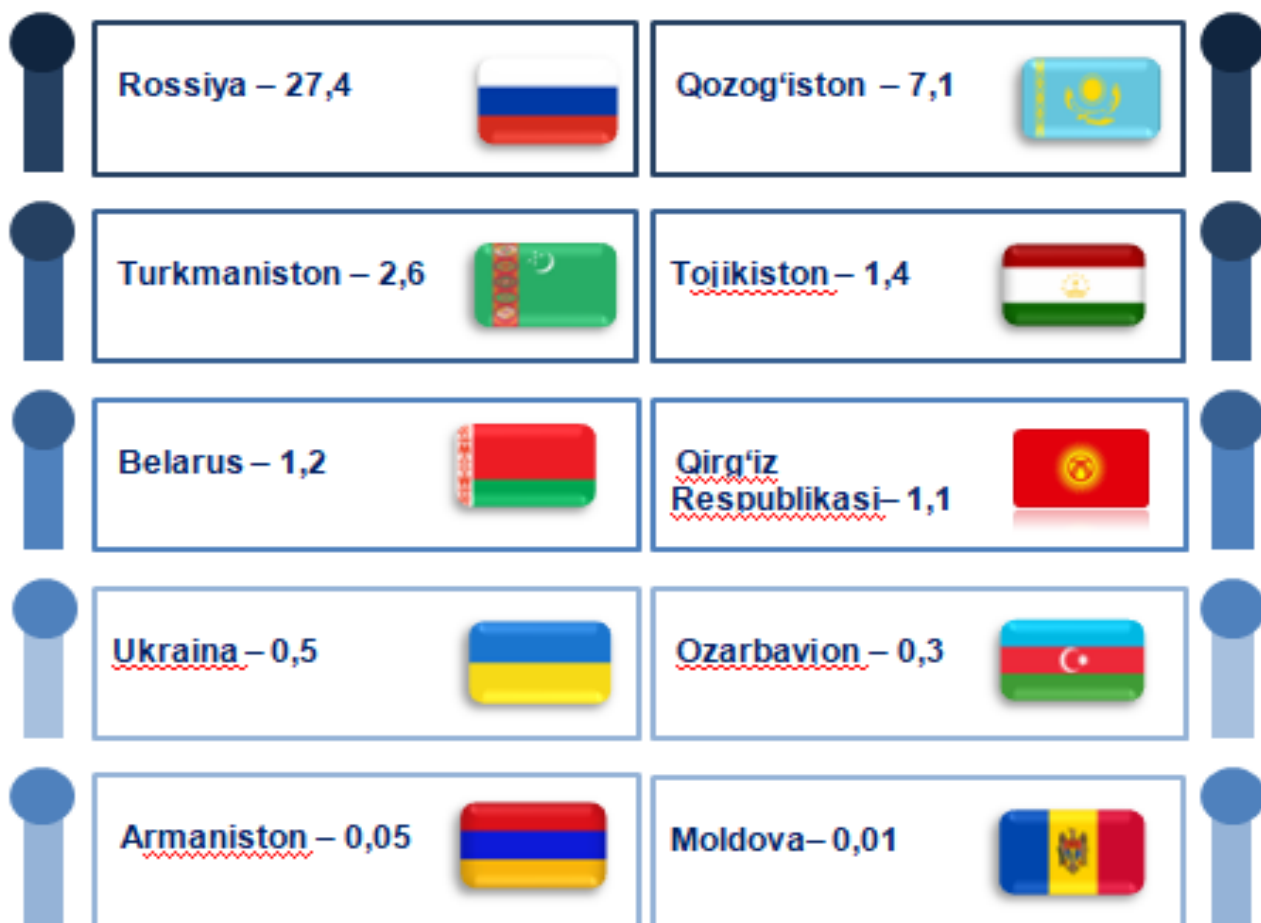 Rossiya – 27,4
Qozog‘iston – 7,1
Turkmaniston – 2,6
Tojikiston – 1,4
Belarus – 1,2
Qirg‘iz
Respublikasi– 1,1
Ukraina – 0,5
Ozarbavjon – 0,3
Armaniston – 0,05
Moldova– 0,01